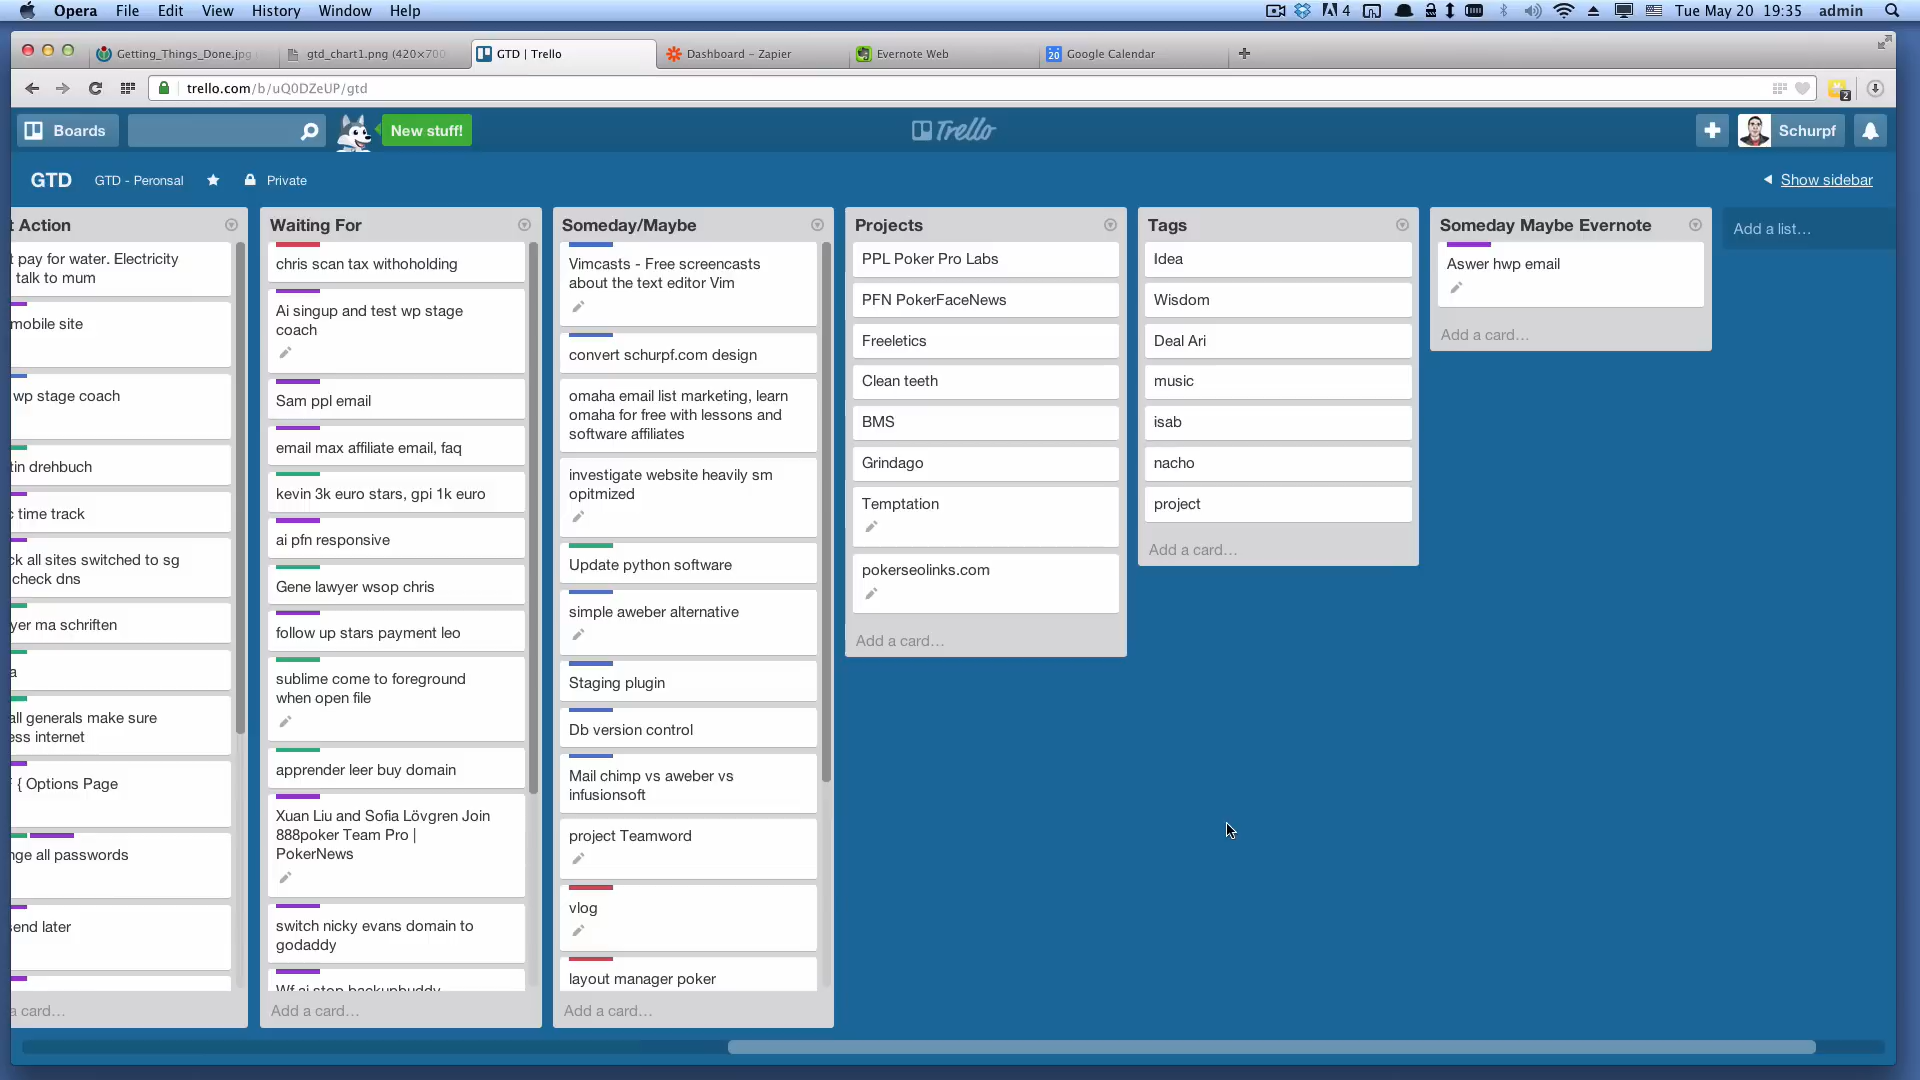 Opera File Edit View History Window Help
4 Tue May 20 19:35 admin
Getting_Things_Done.jpg
gtd_chart1.png (420×700
GTD | Trello
Dashboard – Zapier
Evernote Web
20 Google Calendar
trello.com/b/uQ0DZeUP/gtd
2
Boards
New stuff!
Trello
Schurpf
GTD GTD - Peronsal Private
Show sidebar
Action
pay for water. Electricity
talk to mum
mobile site
wp stage coach
tin drehbuch
time track
ck all sites switched to sg
check dns
yer ma schriften
a
all generals make sure
ess internet
{ Options Page
nge all passwords
end later
a card...
Waiting For
chris scan tax withoholding
Ai singup and test wp stage
coach
Sam ppl email
email max affiliate email, faq
kevin 3k euro stars, gpi 1k euro
ai pfn responsive
Gene lawyer wsop chris
follow up stars payment leo
sublime come to foreground
when open file
apprender leer buy domain
Xuan Liu and Sofia Lövgren Join
888poker Team Pro |
PokerNews
switch nicky evans domain to
godaddy
Wf ai stop backupbuddy
Add a card...
Someday/Maybe
Vimcasts - Free screencasts
about the text editor Vim
convert schurpf.com design
omaha email list marketing, learn
omaha for free with lessons and
software affiliates
investigate website heavily sm
opitmized
Update python software
simple aweber alternative
Staging plugin
Db version control
Mail chimp vs aweber vs
infusionsoft
project Teamword
vlog
layout manager poker
Add a card...
Projects
PPL Poker Pro Labs
PFN PokerFaceNews
Freeletics
Clean teeth
BMS
Grindago
Temptation
pokerseolinks.com
Add a card...
Tags
Idea
Wisdom
Deal Ari
music
isab
nacho
project
Add a card...
Someday Maybe Evernote
Aswer hwp email
Add a card...
Add a list...